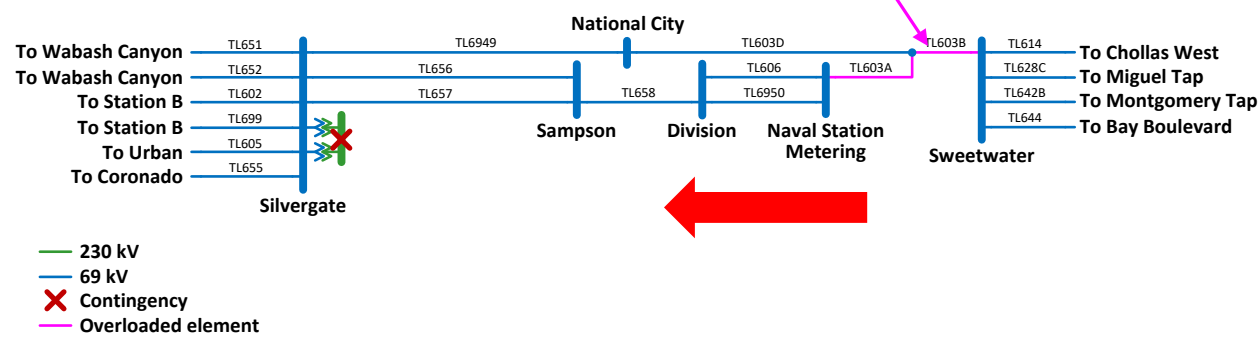 National City
To Wabash Canyon TL651 TL6949 TL603D TL603B TL614 To Chollas West
To Wabash Canyon TL652 TL656 TL606 TL603A TL628C To Miguel Tap
To Station B TL602 TL657 TL658 TL6950 TL642B To Montgomery Tap
To Station B TL699 Sampson Division Naval Station TL644 To Bay Boulevard
To Urban TL605 Metering Sweetwater
To Coronado TL655
Silvergate
230 kV
69 kV
Contingency
Overloaded element